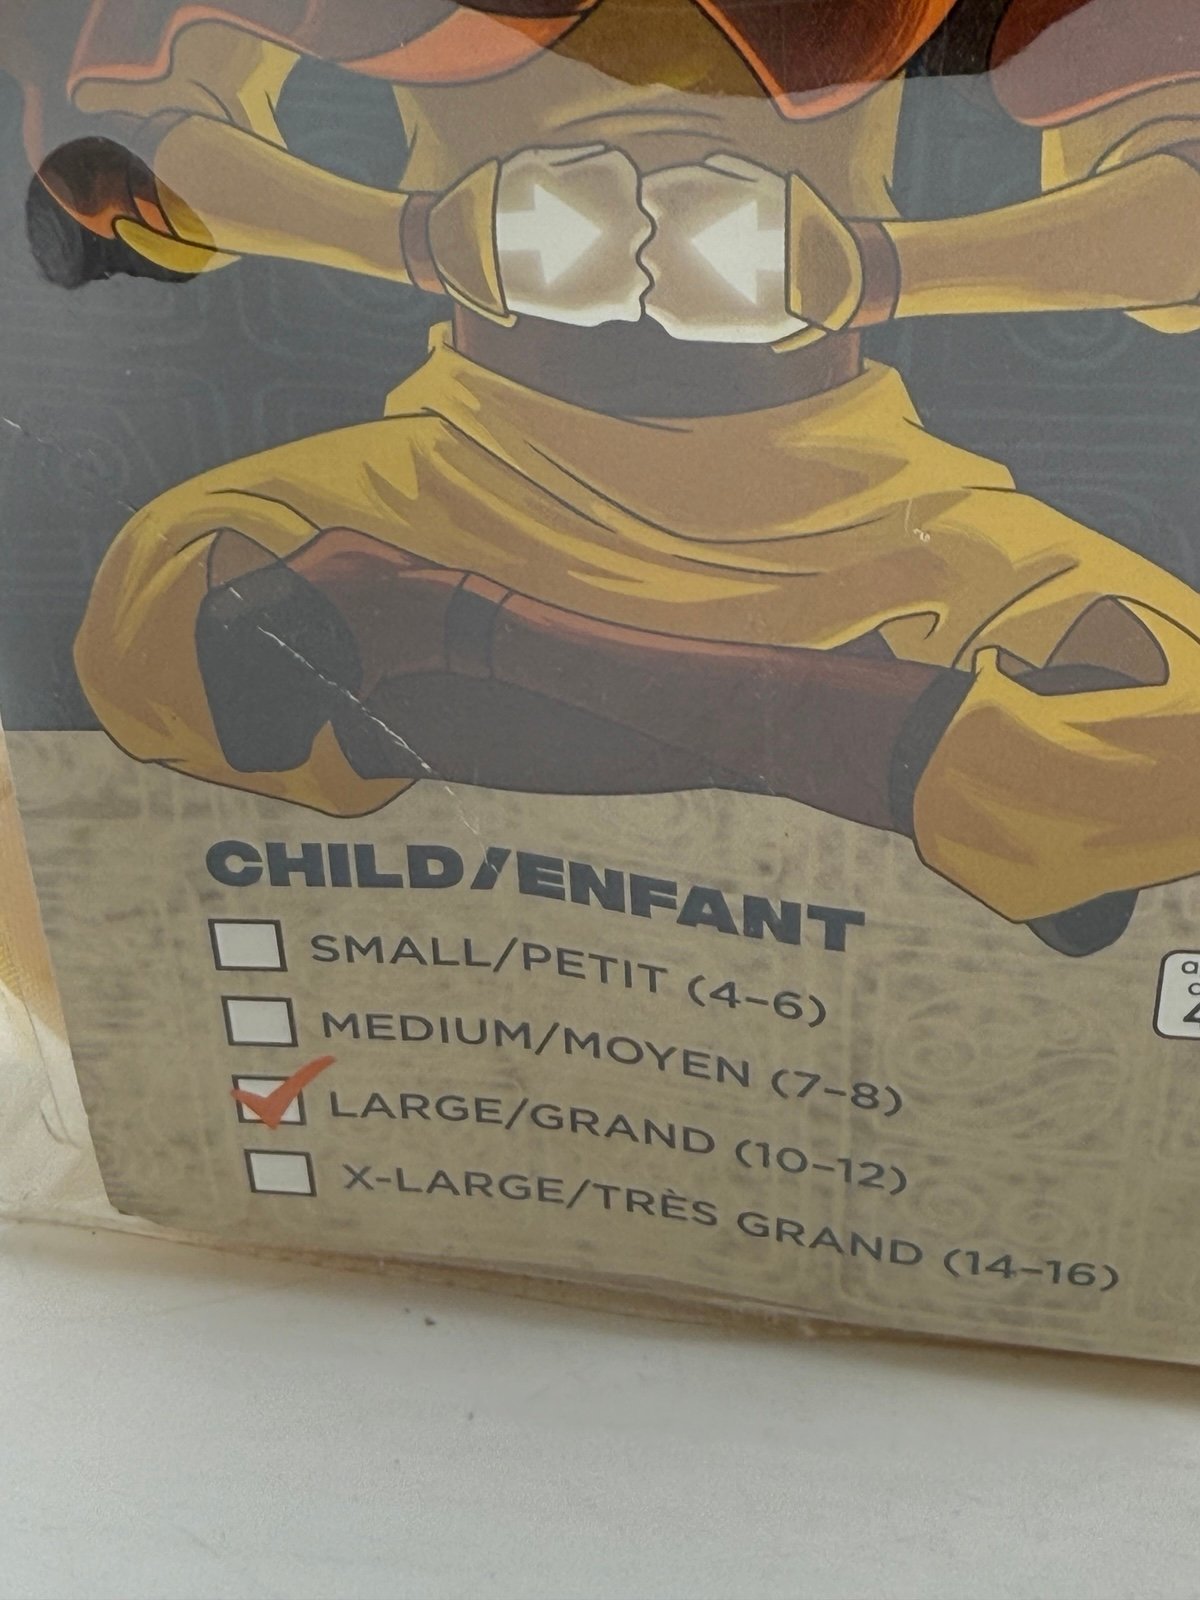 CHILD/ENFANT
SMALL/PETIT (4-6)
MEDIUM/MOYEN (7-8)
LARGE/GRAND (10-12)
X-LARGE/TRÈS GRAND (14-16)